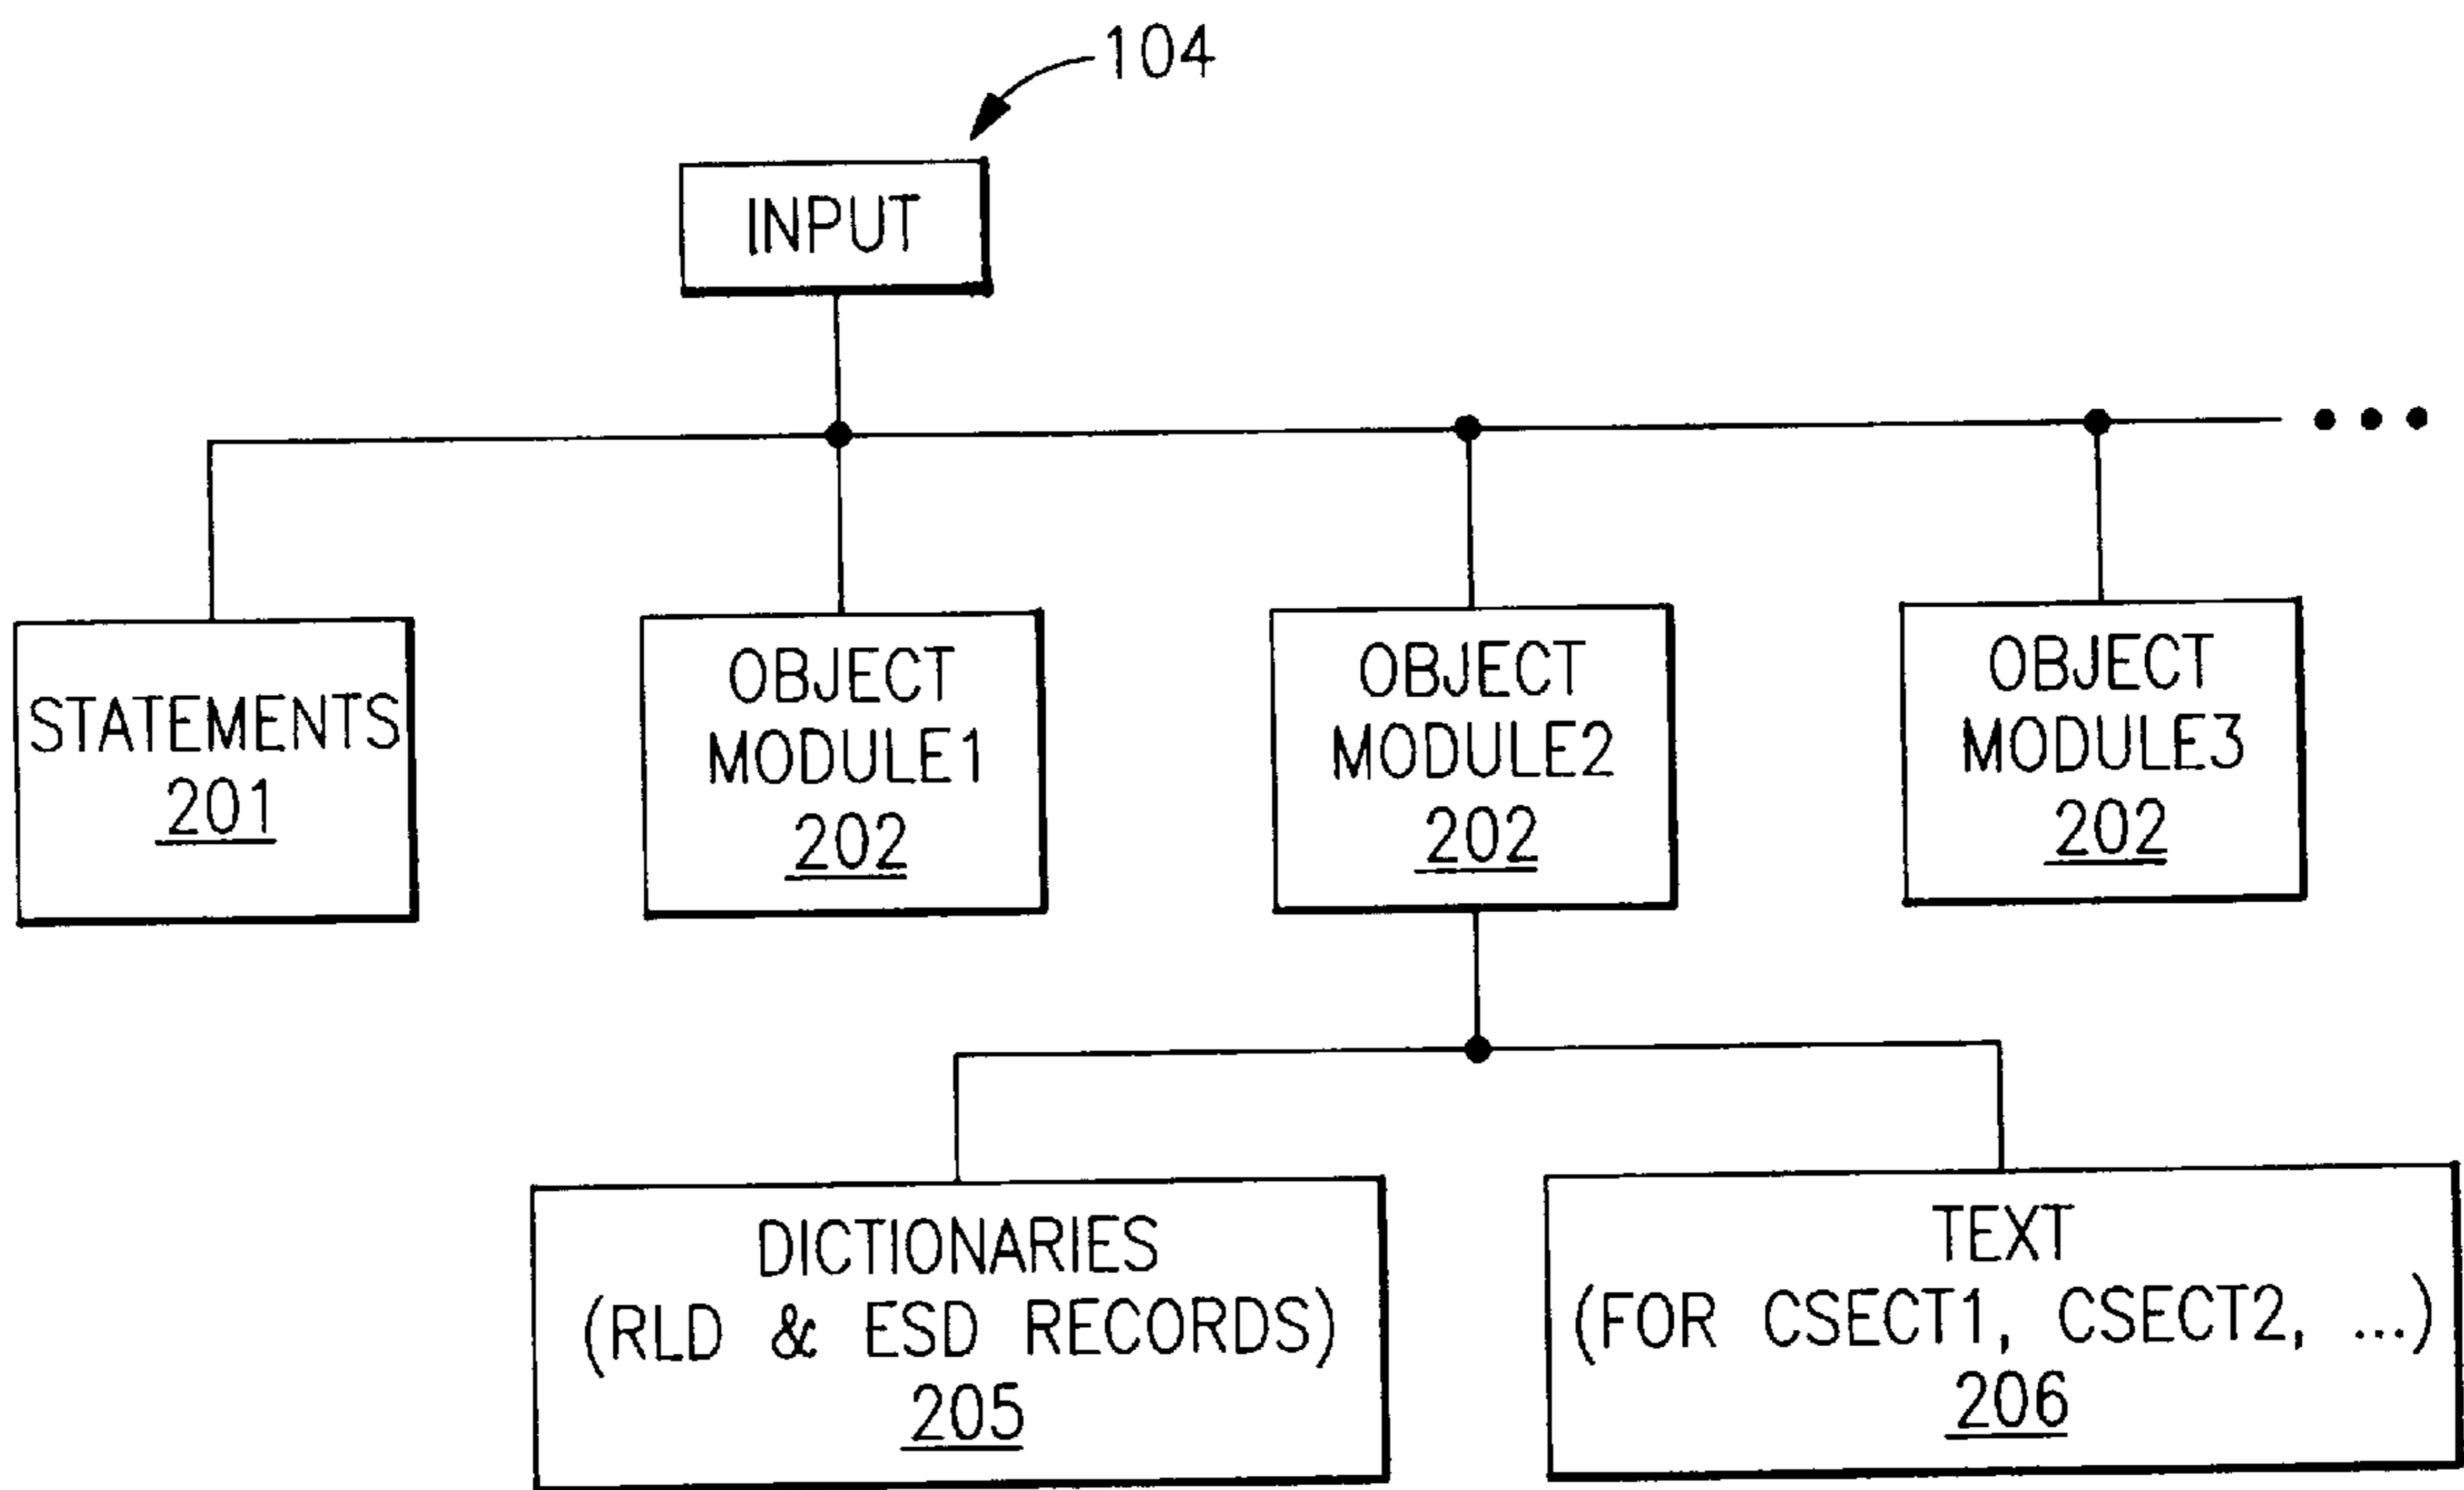 104
INPUT
STATEMENTS
201
OBJECT
MODULE1
202
OBJECT
MODULE2
202
OBJECT
MODULE3
202
DICTIONARIES
(RLD & ESD RECORDS)
205
TEXT
(FOR CSECT1, CSECT2, ...)
206